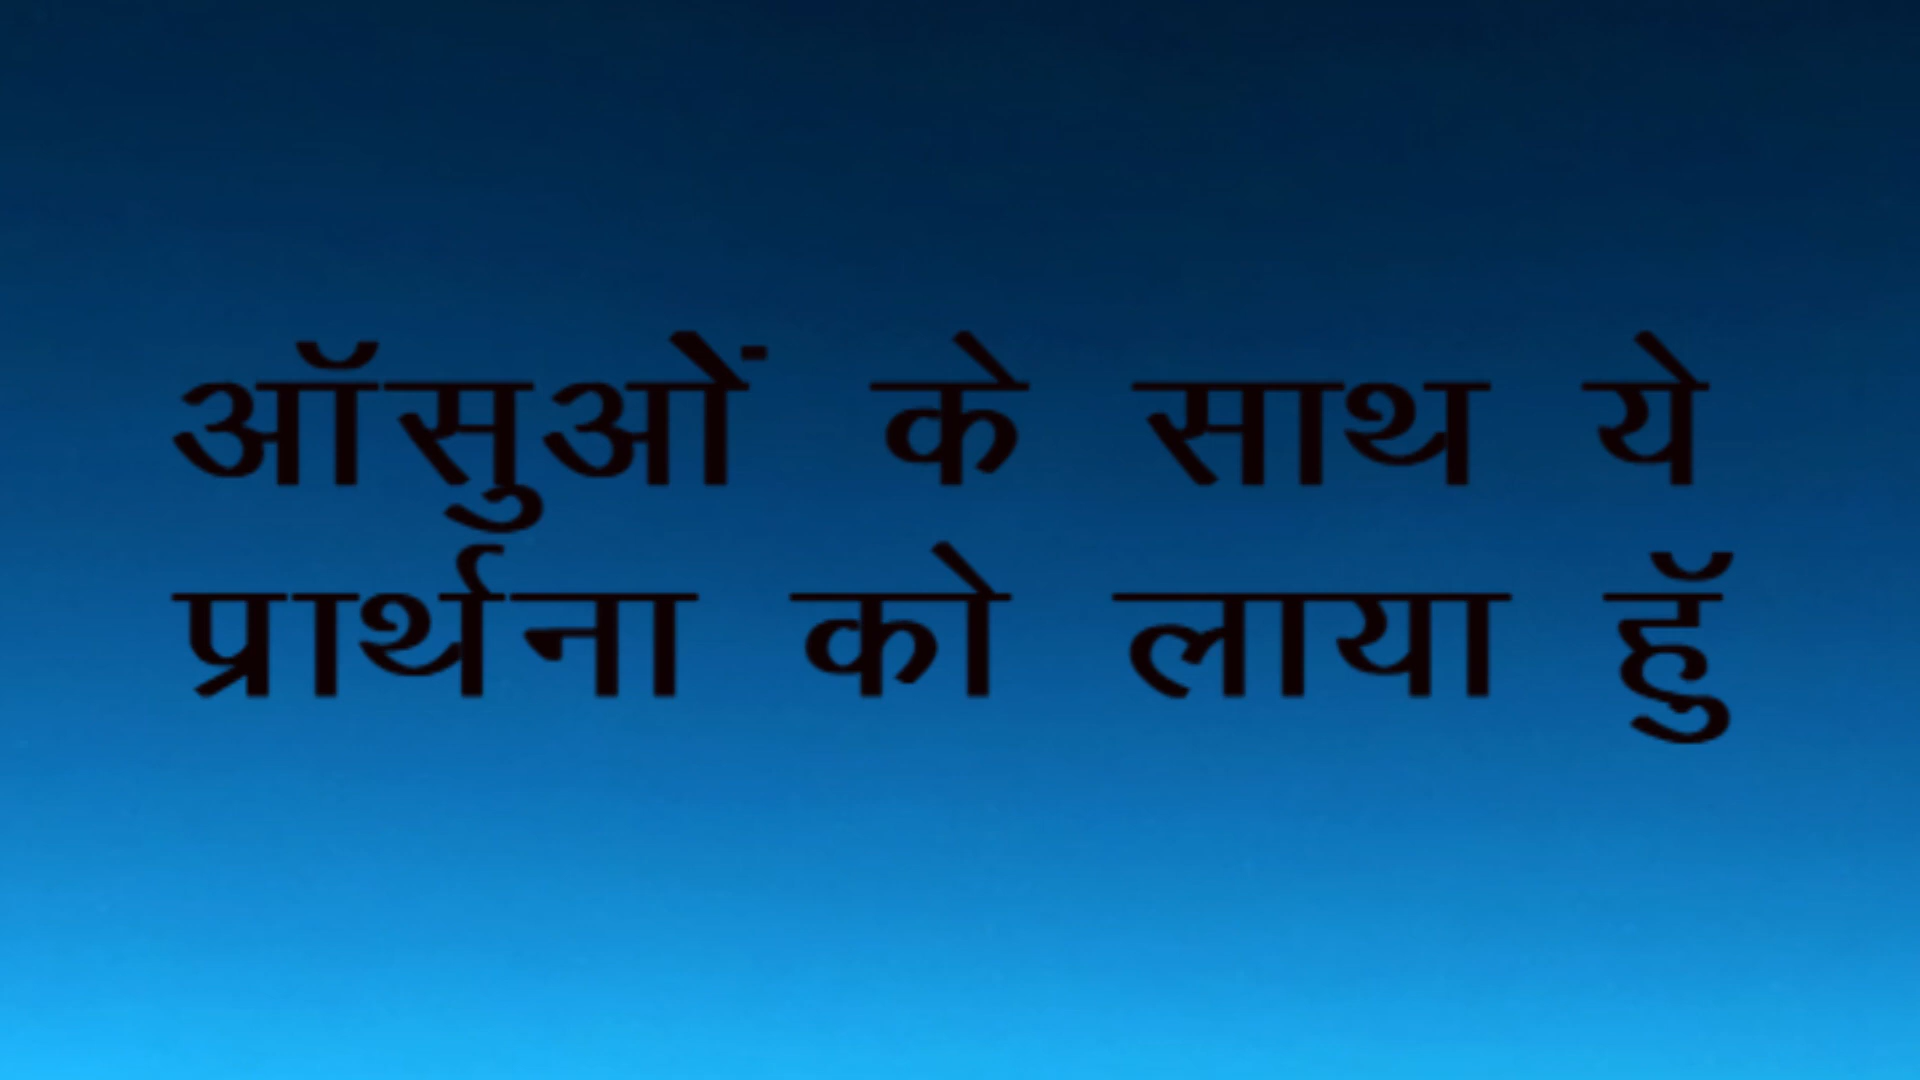 ऑसुओं के साथ ये
प्रार्थना को लाया हुॅ